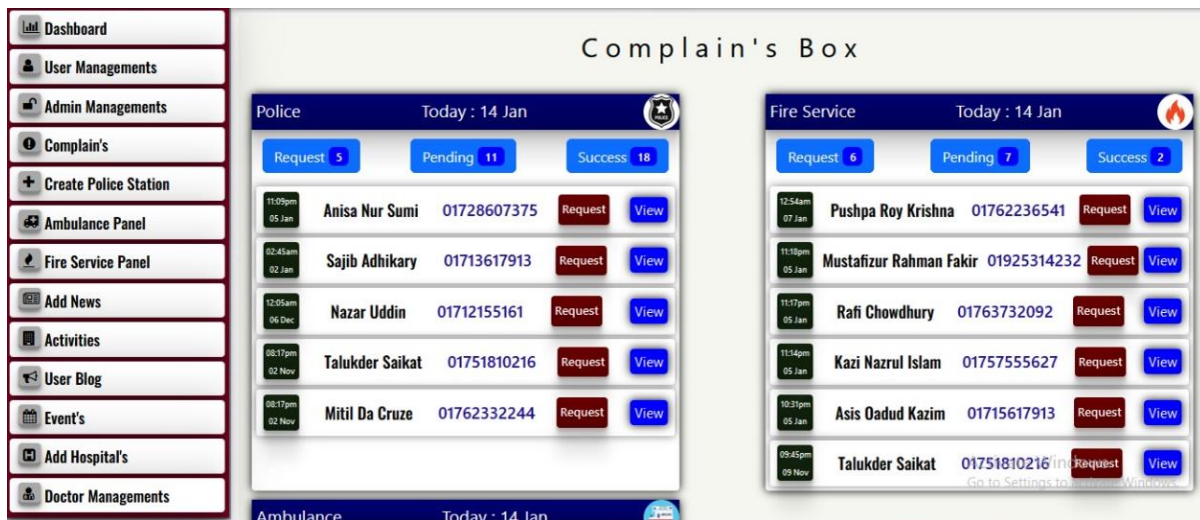 Dashboard
User Managements
Admin Managements
Complain's
Create Police Station
Ambulance Panel
Fire Service Panel
Add News
Activities
User Blog
Event's
Add Hospital's
Doctor Managements
Complain's Box
Police Today : 14 Jan POLICE
Request 5 Pending 11 Success 18
11:09pm
05 Jan Anisa Nur Sumi 01728607375 Request View
02:45am
02 Jan Sajib Adhikary 01713617913 Request View
12:05am
06 Dec Nazar Uddin 01712155161 Request View
08:17pm
02 Nov Talukder Saikat 01751810216 Request View
08:17pm
02 Nov Mitil Da Cruze 01762332244 Request View
Ambulance Today : 14 Jan
Fire Service Today : 14 Jan
Request 6 Pending 7 Success 2
12:54am
07 Jan Pushpa Roy Krishna 01762236541 Request View
11:18pm
05 Jan Mustafizur Rahman Fakir 01925314232 Request View
11:17pm
05 Jan Rafi Chowdhury 01763732092 Request View
11:14pm
05 Jan Kazi Nazrul Islam 01757555627 Request View
10:31pm
05 Jan Asis Oadud Kazim 01715617913 Request View
09:45pm
09 Nov Talukder Saikat 01751810216 Request View
Go to Settings to Windows.